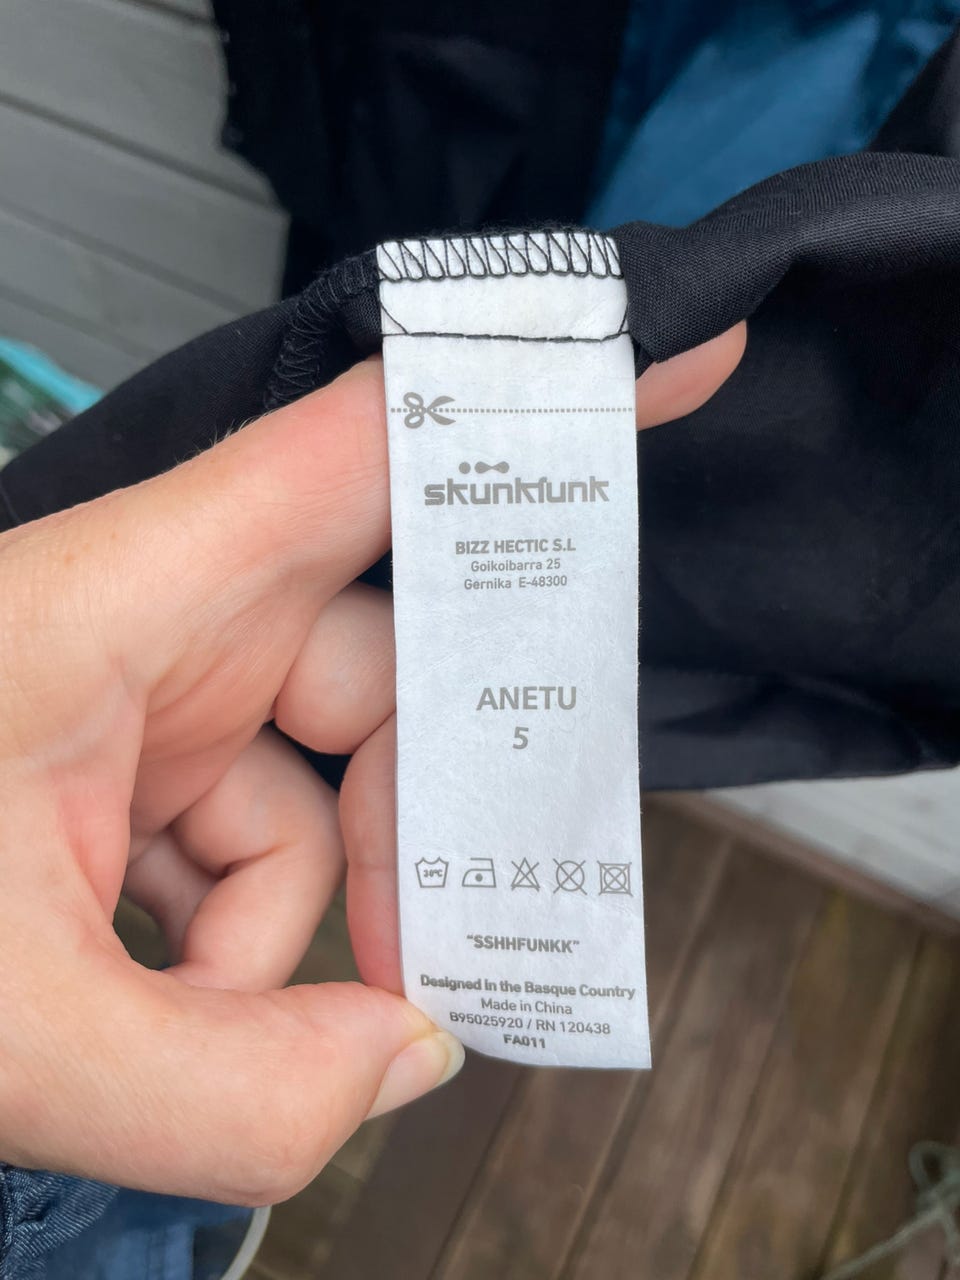 skunkfunk
BIZZ HECTIC S.L
Goikoibarra 25
Gernika E-48300
ANETU
5
30ºC
"SSHHFUNKK"
Designed in the Basque Country
Made in China
B95025920 / RN 120438
FA011